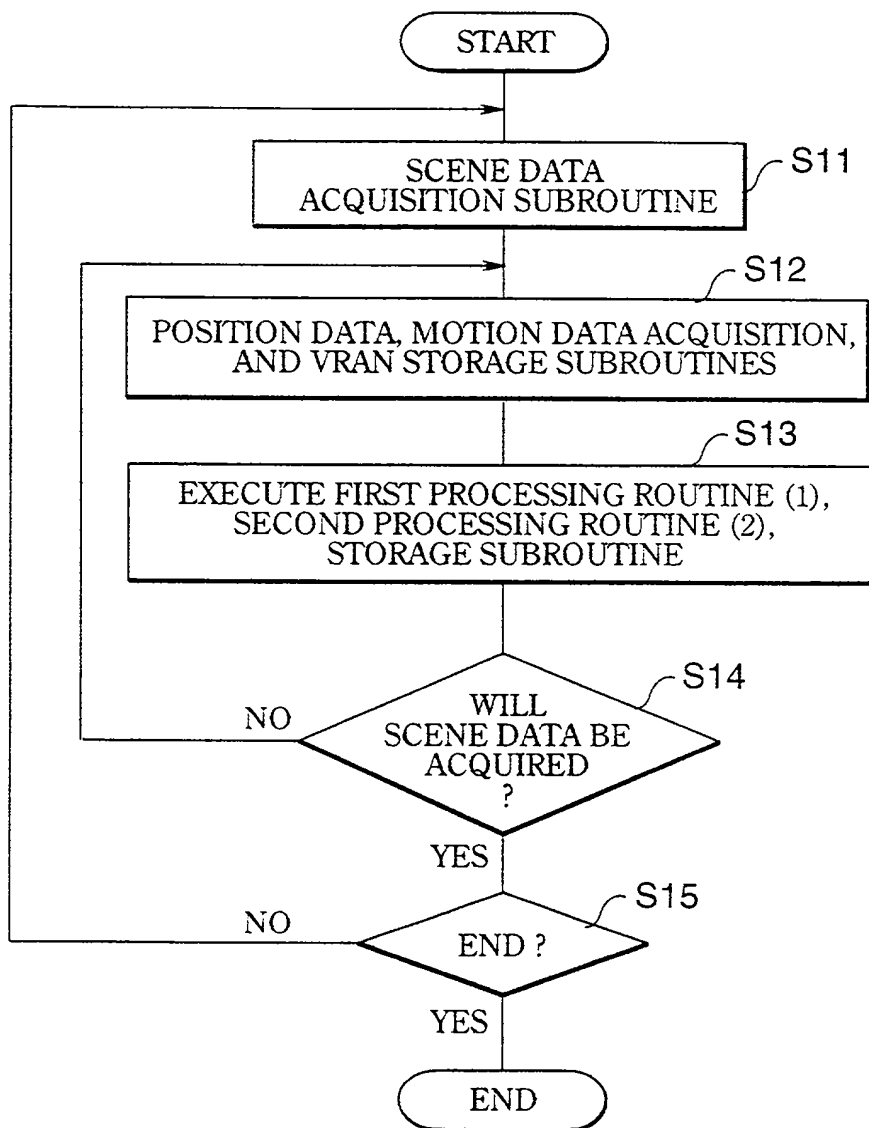 START
S11
SCENE DATA
ACQUISITION SUBROUTINE
S12
POSITION DATA, MOTION DATA ACQUISITION,
AND VRAN STORAGE SUBROUTINES
S13
EXECUTE FIRST PROCESSING ROUTINE (1),
SECOND PROCESSING ROUTINE (2),
STORAGE SUBROUTINE
S14
NO
WILL
SCENE DATA BE
ACQUIRED
?
YES
S15
NO
END ?
YES
END